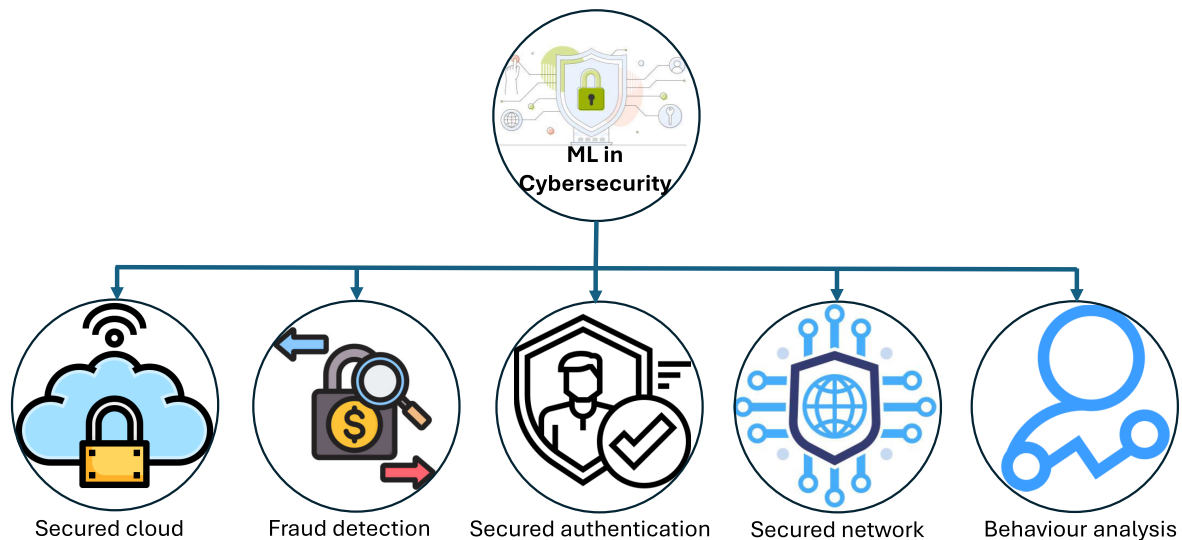 ML in
Cybersecurity
$
Secured cloud
Fraud detection
Secured authentication
Secured network
Behaviour analysis